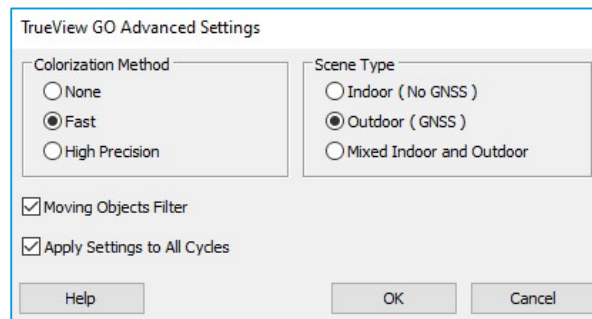 TrueView GO Advanced Settings
Colorization Method
None
Fast
High Precision
Scene Type
Indoor ( No GNSS )
Outdoor ( GNSS )
Mixed Indoor and Outdoor
Moving Objects Filter
Apply Settings to All Cycles
Help
OK
Cancel